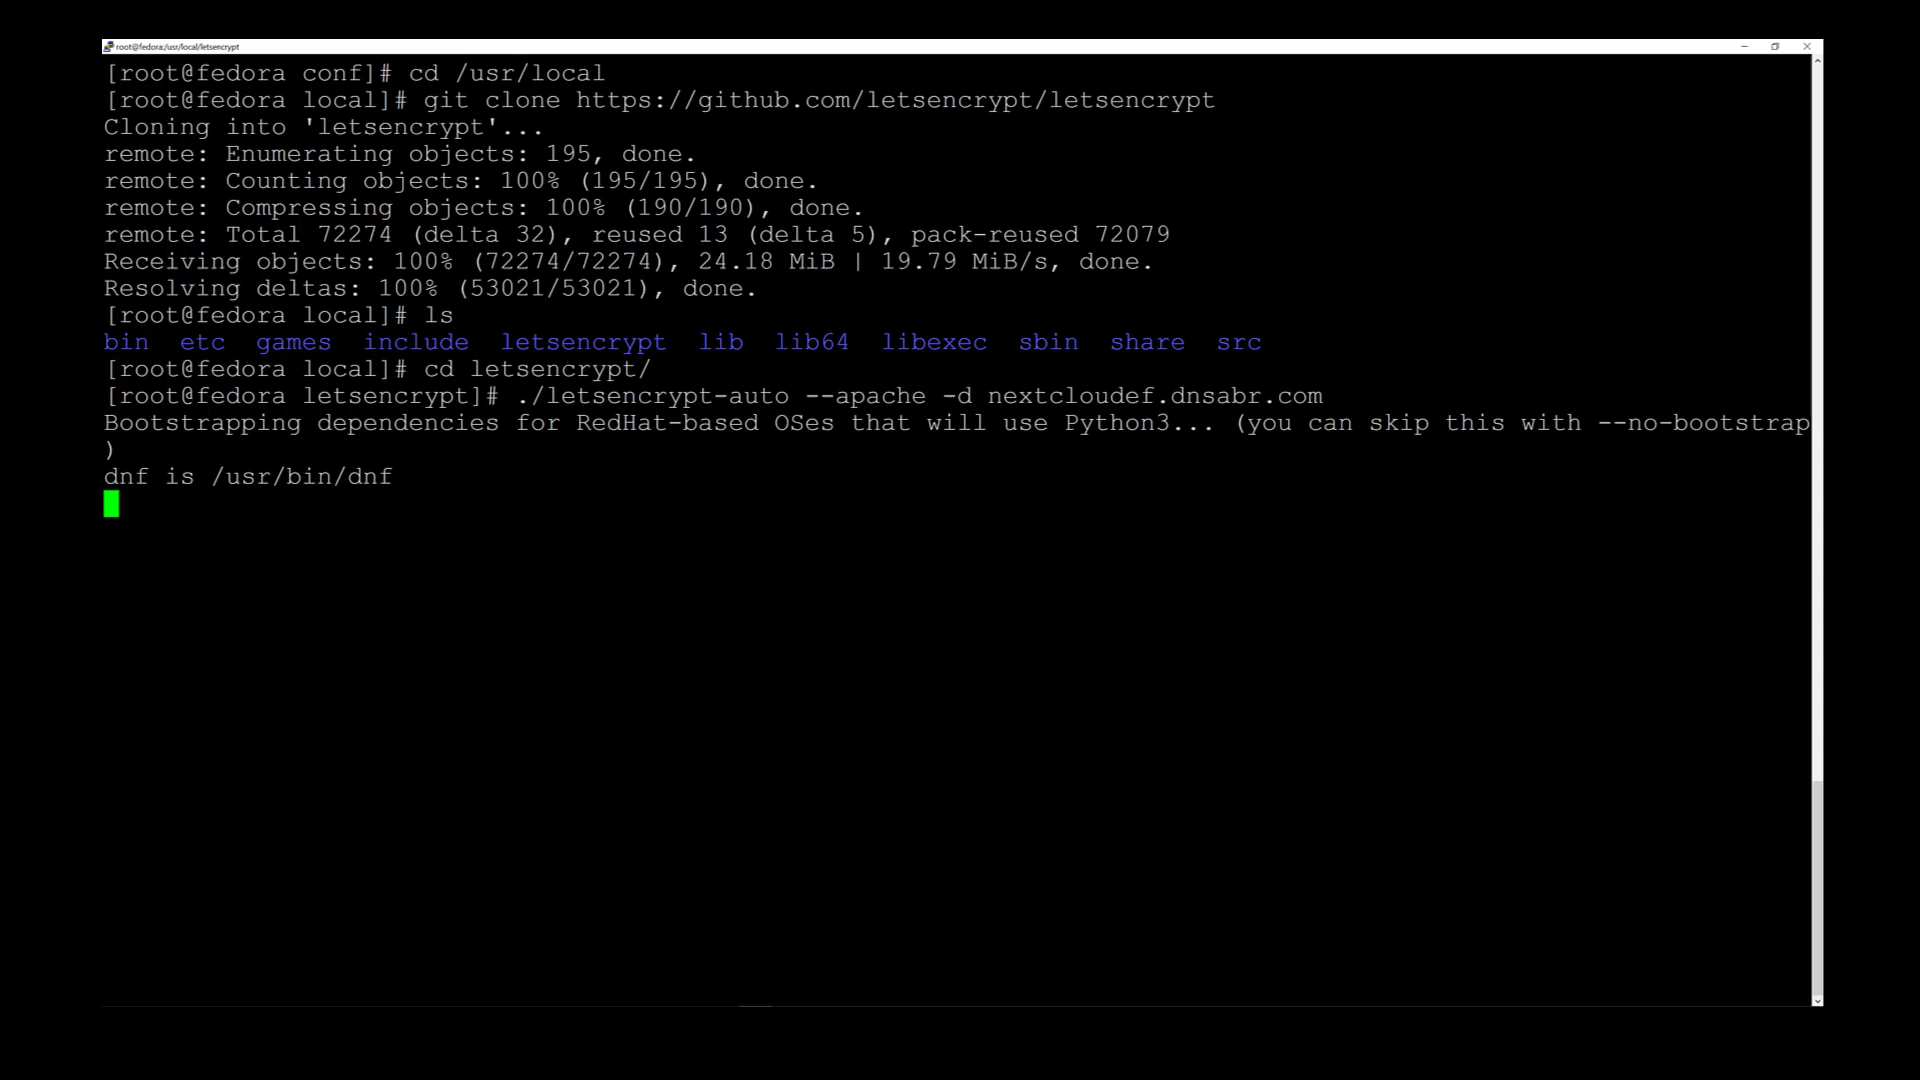 root@fedora:/usr/local/letsencrypt
[root@fedora conf]# cd /usr/local
[root@fedora local]# git clone https://github.com/letsencrypt/letsencrypt
Cloning into 'letsencrypt'...
remote: Enumerating objects: 195, done.
remote: Counting objects: 100% (195/195), done.
remote: Compressing objects: 100% (190/190), done.
remote: Total 72274 (delta 32), reused 13 (delta 5), pack-reused 72079
Receiving objects: 100% (72274/72274), 24.18 MiB | 19.79 MiB/s, done.
Resolving deltas: 100% (53021/53021), done.
[root@fedora local]# ls
bin  etc  games  include  letsencrypt  lib  lib64  libexec  sbin  share  src
[root@fedora local]# cd letsencrypt/
[root@fedora letsencrypt]# ./letsencrypt-auto --apache -d nextcloudef.dnsabr.com
Bootstrapping dependencies for RedHat-based OSes that will use Python3... (you can skip this with --no-bootstrap
)
dnf is /usr/bin/dnf